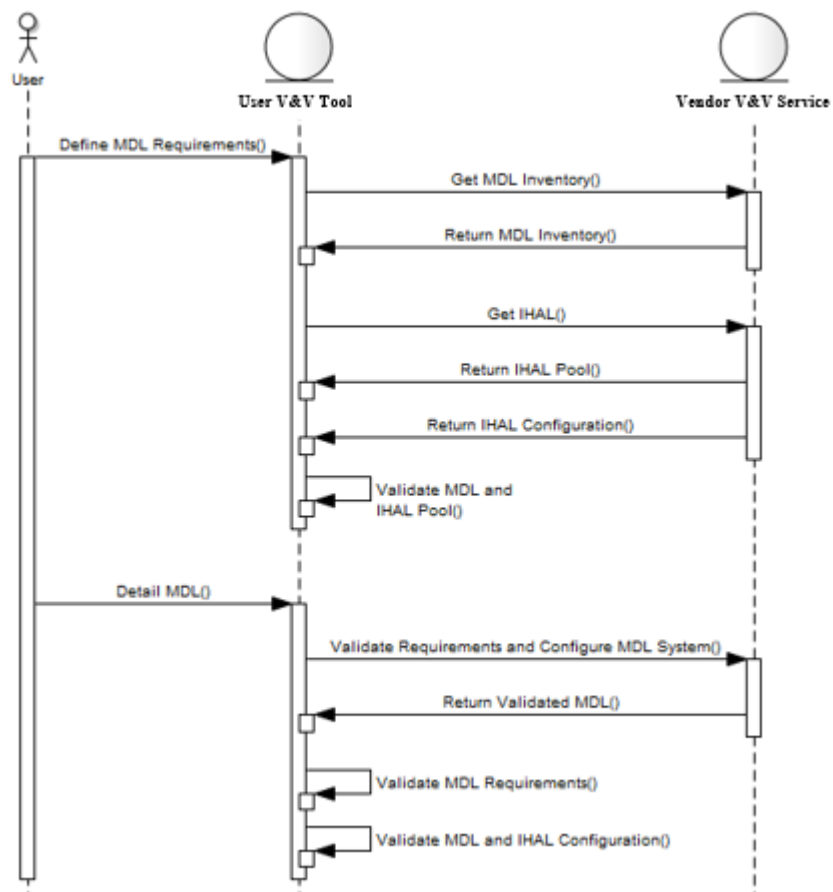 User
User V&V Tool
Vendor V&V Service
Define MDL Requirements()
Get MDL Inventory()
Return MDL Inventory()
Get IHAL()
Return IHAL Pool()
Return IHAL Configuration()
Validate MDL and
IHAL Pool()
Detail MDL()
Validate Requirements and Configure MDL System()
Return Validated MDL()
Validate MDL Requirements()
Validate MDL and IHAL Configuration()